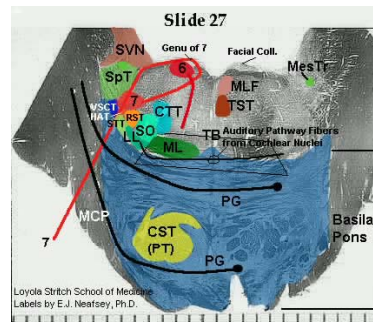 Slide 27
SVN
Genu of 7
Facial Coll.
MesTr
SpT
6
MLF
7
CTT
TST
VSCT
HAT
RST
STT
SO
TB
Auditory Pathway Fibers
from Cochlear Nuclei
LL
ML
MCP
PG
Basila
Pons
7
CST
(PT)
PG
Loyola Stritch School of Medicine
Labels by E.J. Neafsey, Ph.D.